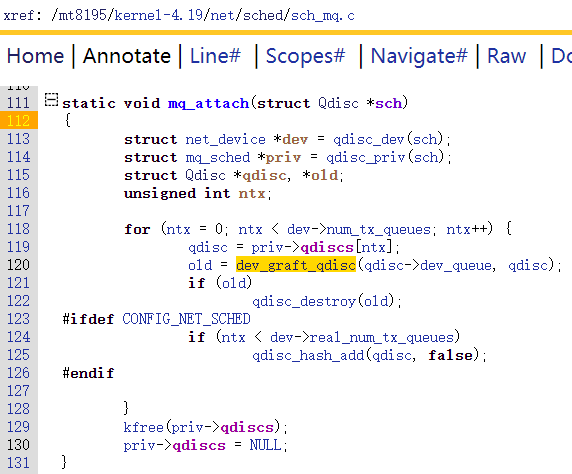 xref: /mt8195/kernel-4.19/net/sched/sch_mq.c
Home | Annotate | Line# | Scopes# | Navigate# | Raw | Do
110
111 static void mq_attach(struct Qdisc *sch)
112 {
113 struct net_device *dev = qdisc_dev(sch);
114 struct mq_sched *priv = qdisc_priv(sch);
115 struct Qdisc *qdisc, *old;
116 unsigned int ntx;
117
118 for (ntx = 0; ntx < dev->num_tx_queues; ntx++) {
119 qdisc = priv->qdiscs[ntx];
120 old = dev_graft_qdisc(qdisc->dev_queue, qdisc);
121 if (old)
122 qdisc_destroy(old);
123 #ifdef CONFIG_NET_SCHED
124 if (ntx < dev->real_num_tx_queues)
125 qdisc_hash_add(qdisc, false);
126 #endif
127
128 }
129 kfree(priv->qdiscs);
130 priv->qdiscs = NULL;
131 }